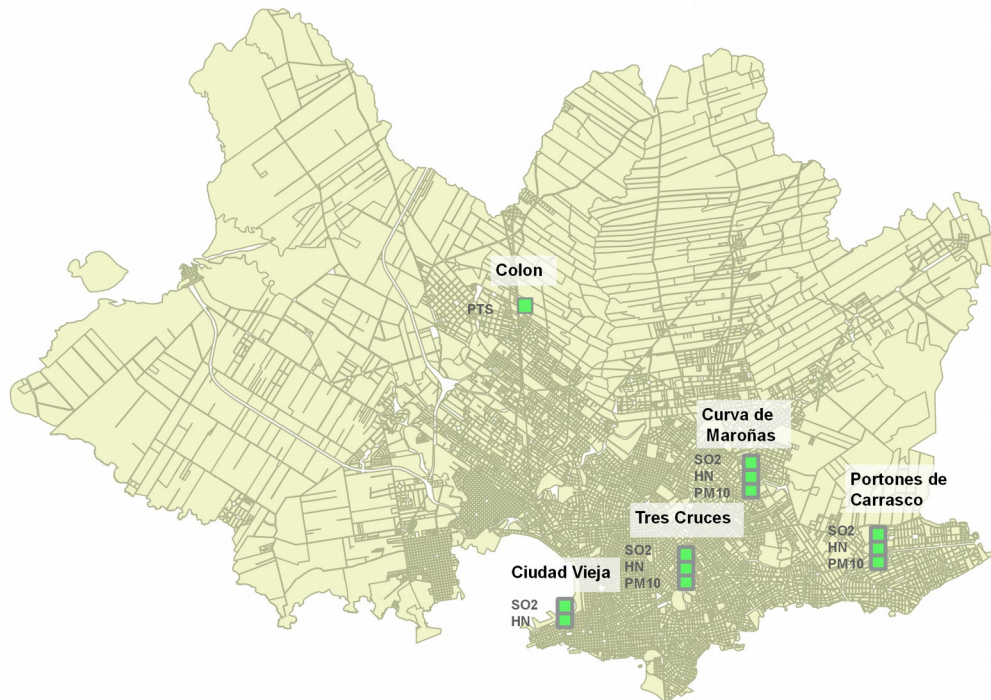 Colon
PTS
Curva de
Maroñas
SO2
HN
PM10
Portones de
Carrasco
SO2
HN
PM10
Tres Cruces
SO2
HN
PM10
Ciudad Vieja
SO2
HN